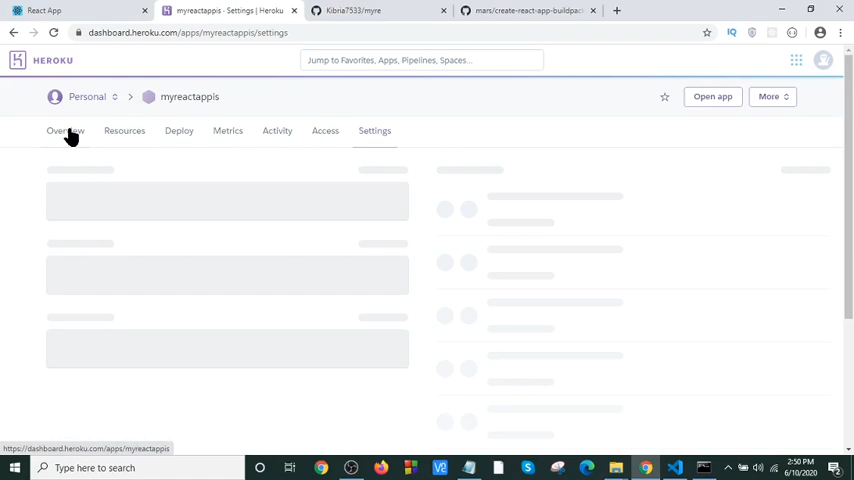 React App
myreactappis - Settings | Heroku
Kibria7533/myre
mars/create-react-app-buildpack
dashboard.heroku.com/apps/myreactappis/settings
HEROKU
Jump to Favorites, Apps, Pipelines, Spaces...
Personal
myreactappis
Open app
More
Overview
Resources
Deploy
Metrics
Activity
Access
Settings
https://dashboard.heroku.com/apps/myreactappis
Type here to search
2:50 PM
6/10/2020